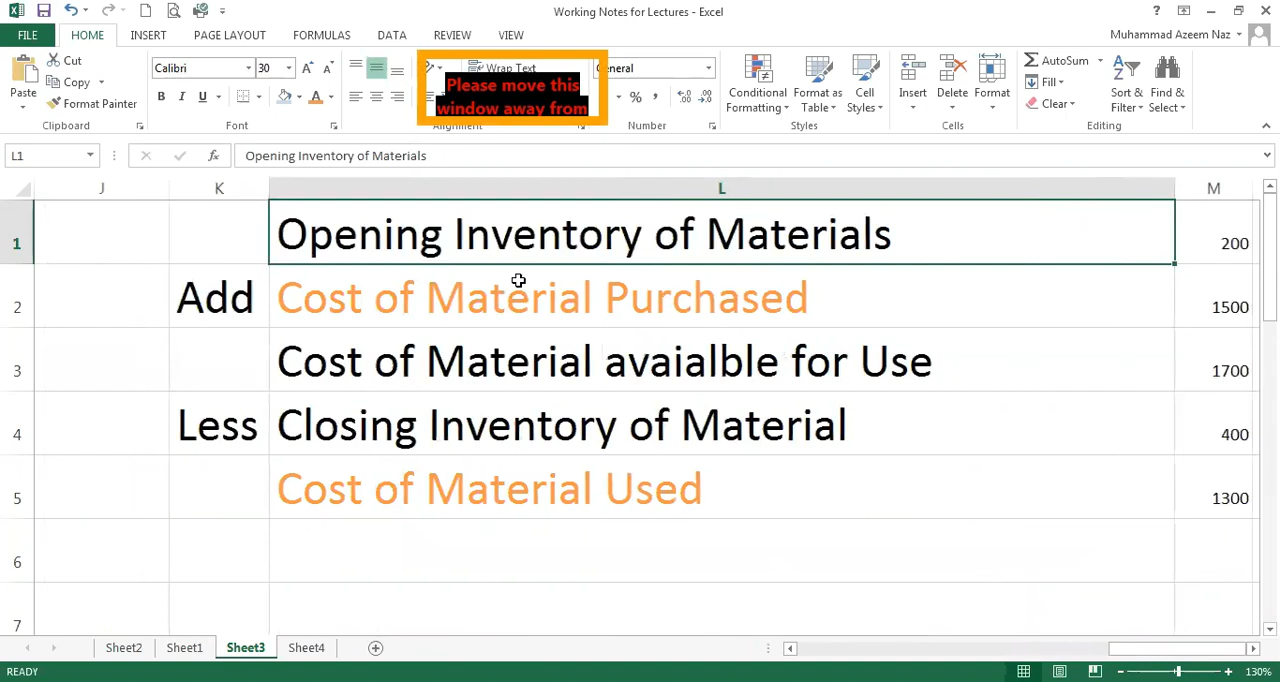 Working Notes for Lectures - Excel
FILE HOME INSERT PAGE LAYOUT FORMULAS DATA REVIEW VIEW
Muhammad Azeem Naz
Paste
Cut
Copy
Format Painter
Clipboard
Calibri 30
B I U
Font
Wrap Text
Please move this
window away from
Alignment
General
% ,
Number
Conditional Formatting
Format as Table
Cell Styles
Styles
Insert
Delete
Format
Cells
AutoSum
Fill
Clear
Sort & Filter
Find & Select
Editing
L1
fx Opening Inventory of Materials
J K L M
1 Opening Inventory of Materials 200
2 Add Cost of Material Purchased 1500
3 Cost of Material avaialble for Use 1700
4 Less Closing Inventory of Material 400
5 Cost of Material Used 1300
6
7
Sheet2 Sheet1 Sheet3 Sheet4
READY
130%